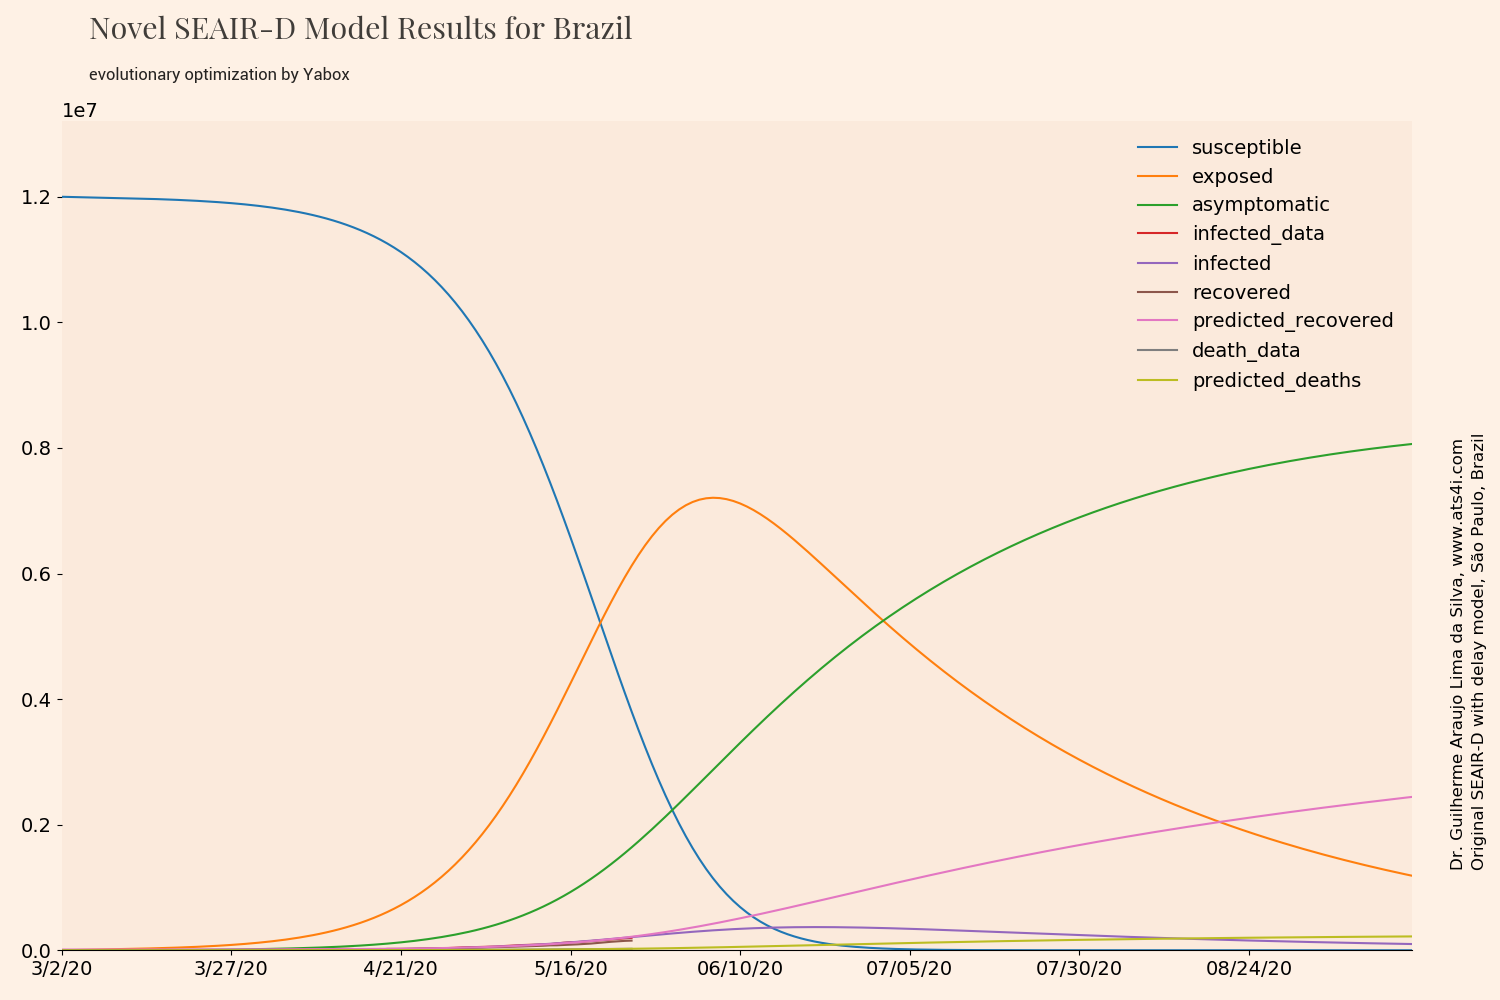 Novel SEAIR-D Model Results for Brazil
evolutionary optimization by Yabox
1e7
susceptible
exposed
asymptomatic
infected_data
infected
recovered
predicted_recovered
death_data
predicted_deaths
1.2
1.0
0.8
0.6
0.4
0.2
0.0
3/2/20 3/27/20 4/21/20 5/16/20 06/10/20 07/05/20 07/30/20 08/24/20
Dr. Guilherme Araujo Lima da Silva, www.ats4i.com
Original SEAIR-D with delay model, São Paulo, Brazil